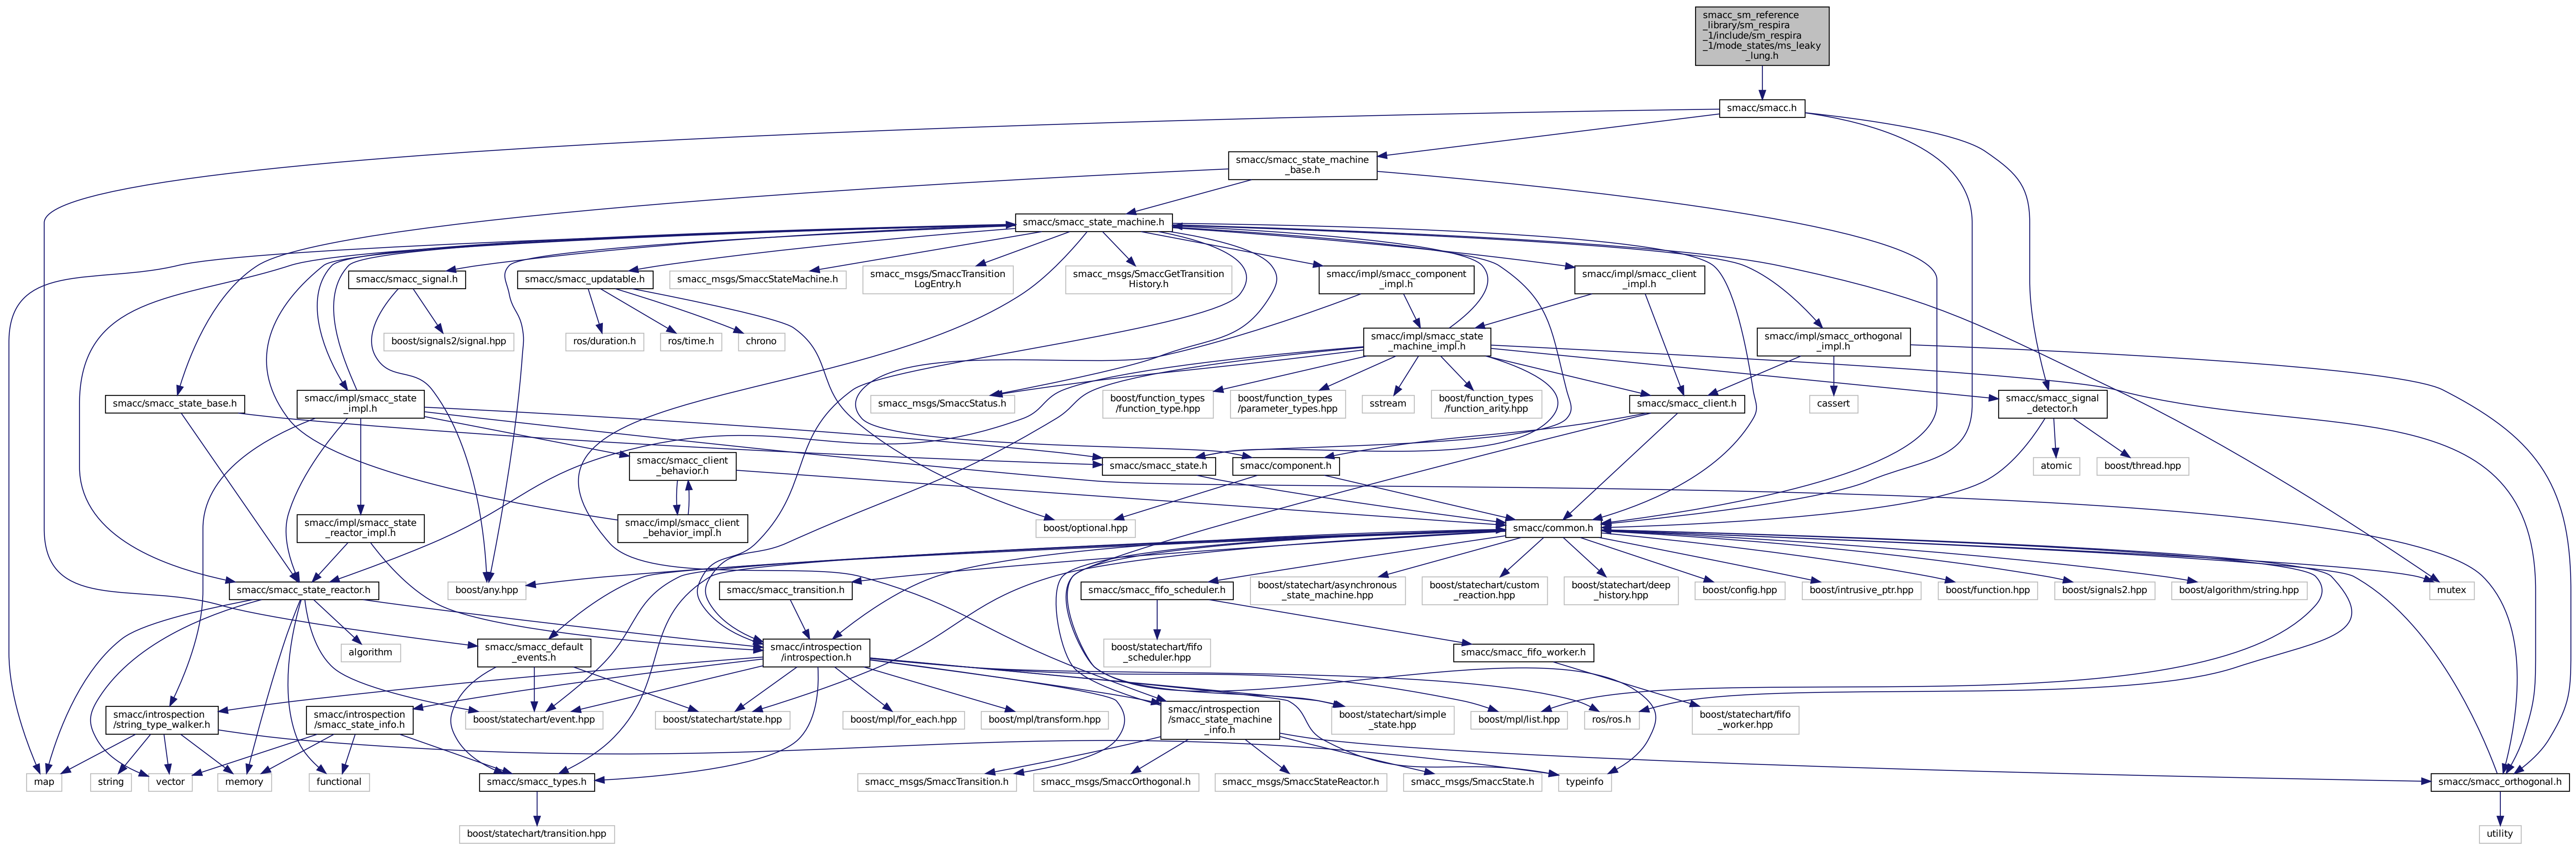 smacc_sm_reference
_library/sm_respira
_1/include/sm_respira
_1/mode_states/ms_leaky
_lung.h
smacc/smacc.h
smacc/smacc_state_machine
_base.h
smacc/smacc_state_machine.h
smacc/smacc_signal.h
smacc/smacc_updatable.h
smacc_msgs/SmaccStateMachine.h
smacc_msgs/SmaccTransition
LogEntry.h
smacc_msgs/SmaccGetTransition
History.h
smacc/impl/smacc_component
_impl.h
smacc/impl/smacc_client
_impl.h
boost/signals2/signal.hpp
ros/duration.h
ros/time.h
chrono
smacc/impl/smacc_state
_machine_impl.h
smacc/impl/smacc_orthogonal
_impl.h
smacc/smacc_state_base.h
smacc/impl/smacc_state
_impl.h
smacc_msgs/SmaccStatus.h
boost/function_types
/function_type.hpp
boost/function_types
/parameter_types.hpp
sstream
boost/function_types
/function_arity.hpp
smacc/smacc_client.h
cassert
smacc/smacc_signal
_detector.h
smacc/smacc_client
_behavior.h
smacc/smacc_state.h
smacc/component.h
atomic
boost/thread.hpp
smacc/impl/smacc_state
_reactor_impl.h
smacc/impl/smacc_client
_behavior_impl.h
boost/optional.hpp
smacc/common.h
smacc/smacc_state_reactor.h
boost/any.hpp
smacc/smacc_transition.h
smacc/smacc_fifo_scheduler.h
boost/statechart/asynchronous
_state_machine.hpp
boost/statechart/custom
_reaction.hpp
boost/statechart/deep
_history.hpp
boost/config.hpp
boost/intrusive_ptr.hpp
boost/function.hpp
boost/signals2.hpp
boost/algorithm/string.hpp
mutex
algorithm
smacc/smacc_default
_events.h
smacc/introspection
/introspection.h
boost/statechart/fifo
_scheduler.hpp
smacc/smacc_fifo_worker.h
smacc/introspection
/string_type_walker.h
smacc/introspection
/smacc_state_info.h
boost/statechart/event.hpp
boost/statechart/state.hpp
boost/mpl/for_each.hpp
boost/mpl/transform.hpp
smacc/introspection
/smacc_state_machine
_info.h
boost/statechart/simple
_state.hpp
boost/mpl/list.hpp
ros/ros.h
boost/statechart/fifo
_worker.hpp
map
string
vector
memory
functional
smacc/smacc_types.h
smacc_msgs/SmaccTransition.h
smacc_msgs/SmaccOrthogonal.h
smacc_msgs/SmaccStateReactor.h
smacc_msgs/SmaccState.h
typeinfo
smacc/smacc_orthogonal.h
boost/statechart/transition.hpp
utility